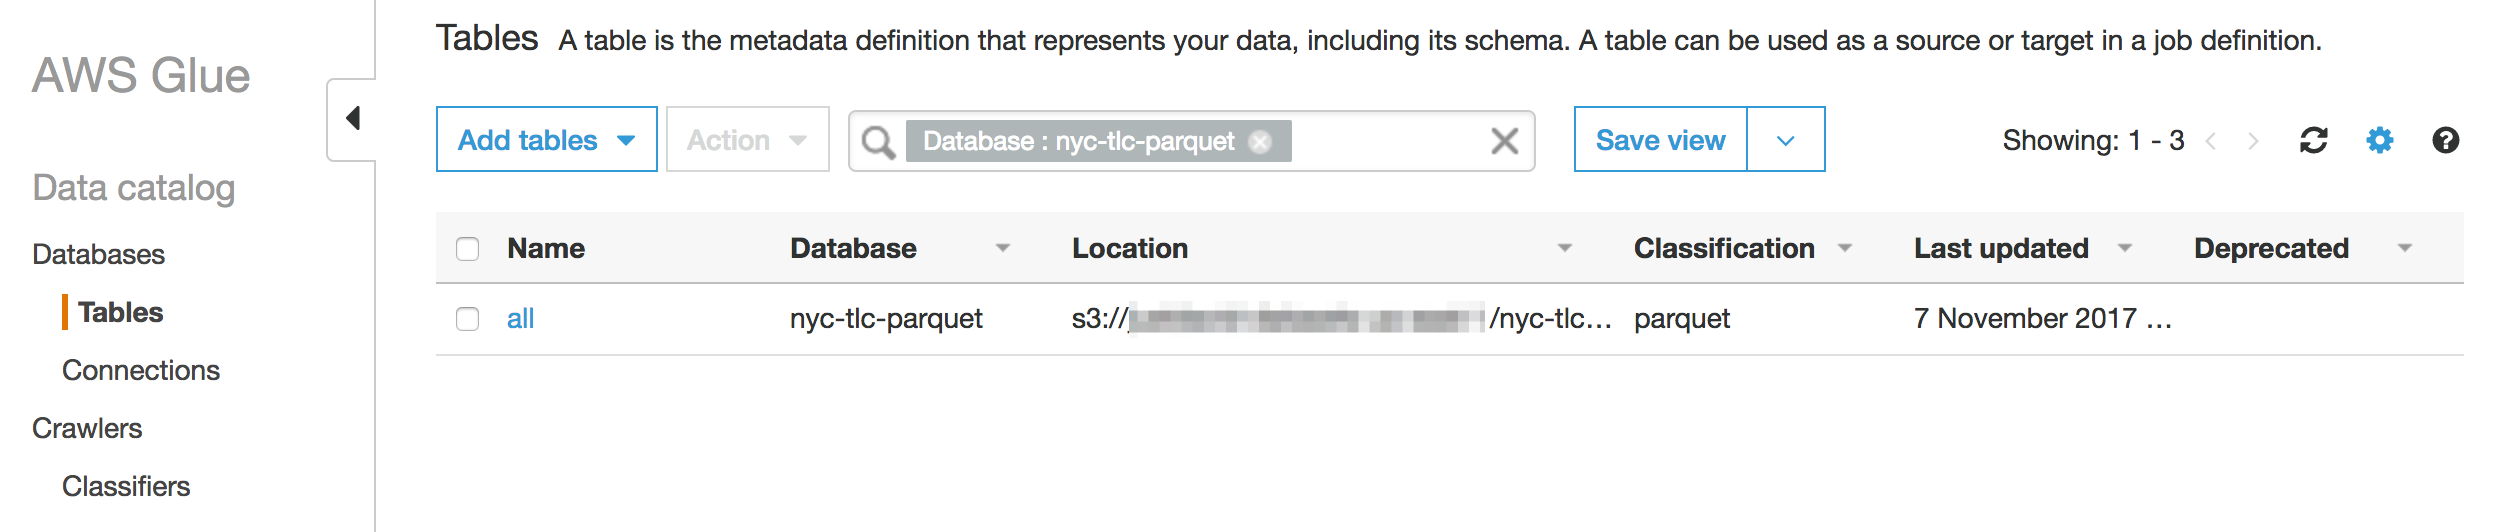 AWS Glue
Data catalog
Databases
Tables
Connections
Crawlers
Classifiers
Tables A table is the metadata definition that represents your data, including its schema. A table can be used as a source or target in a job definition.
Add tables Action Database : nyc-tlc-parquet Save view Showing: 1 - 3
Name Database Location Classification Last updated Deprecated
all nyc-tlc-parquet s3:// /nyc-tlc... parquet 7 November 2017 ...